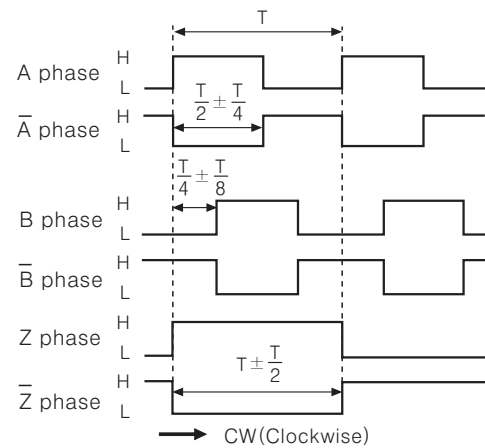 T
H
A phase
L
T/2 ± T/4
H
A̅ phase
L
T/4 ± T/8
H
B phase
L
H
B̅ phase
L
H
Z phase
L
T ± T/2
H
Z̅ phase
L
CW(Clockwise)